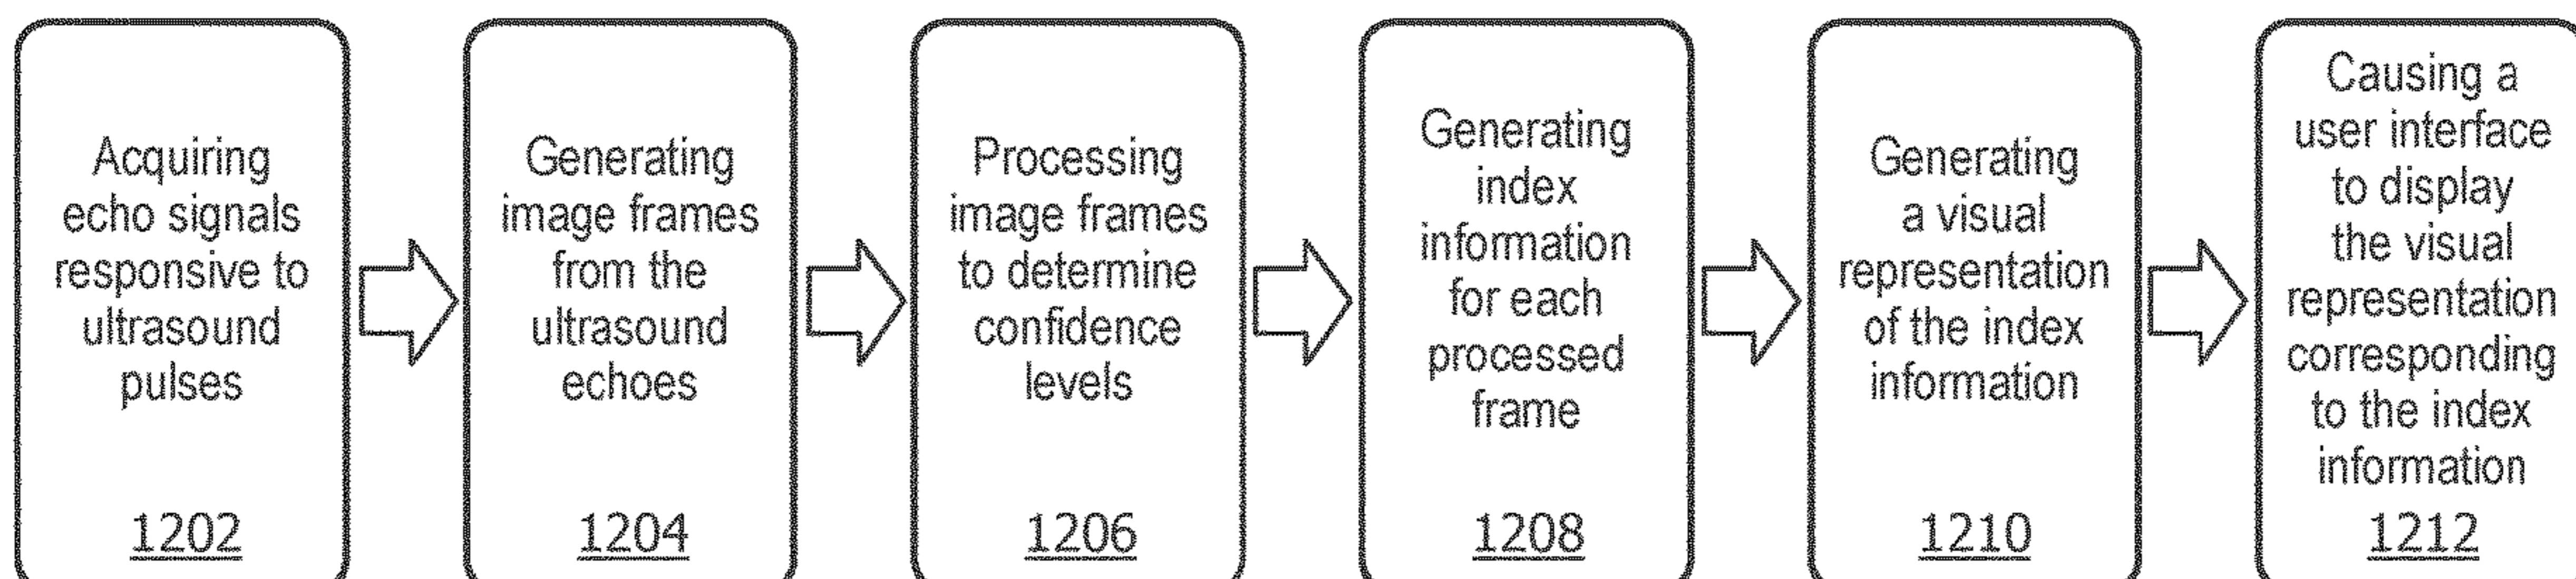 Acquiring
echo signals
responsive to
ultrasound
pulses
1202
Generating
image frames
from the
ultrasound
echoes
1204
Processing
image frames
to determine
confidence
levels
1206
Generating
index
information
for each
processed
frame
1208
Generating
a visual
representation
of the index
information
1210
Causing a
user interface
to display
the visual
representation
corresponding
to the index
information
1212